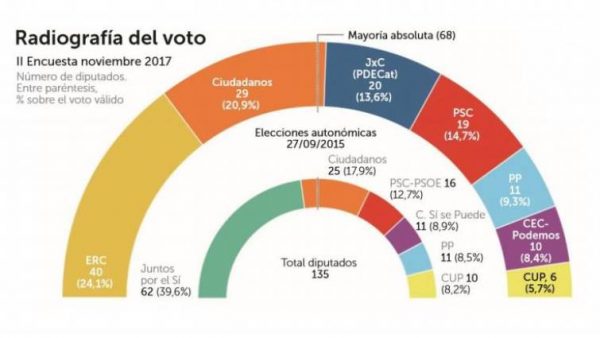 Radiografía del voto
II Encuesta noviembre 2017
Número de diputados.
Entre paréntesis,
% sobre el voto válido
Mayoría absoluta (68)
ERC
40
(24,1%)
Ciudadanos
29
(20,9%)
JxC
(PDECat)
20
(13,6%)
PSC
19
(14,7%)
PP
11
(9,3%)
CEC-
Podemos
10
(8,4%)
CUP, 6
(5,7%)
Elecciones autonómicas
27/09/2015
Juntos
por el Sí
62 (39,6%)
Ciudadanos
25 (17,9%)
PSC-PSOE 16
(12,7%)
C. Sí se Puede
11 (8,9%)
PP
11 (8,5%)
CUP 10
(8,2%)
Total diputados
135